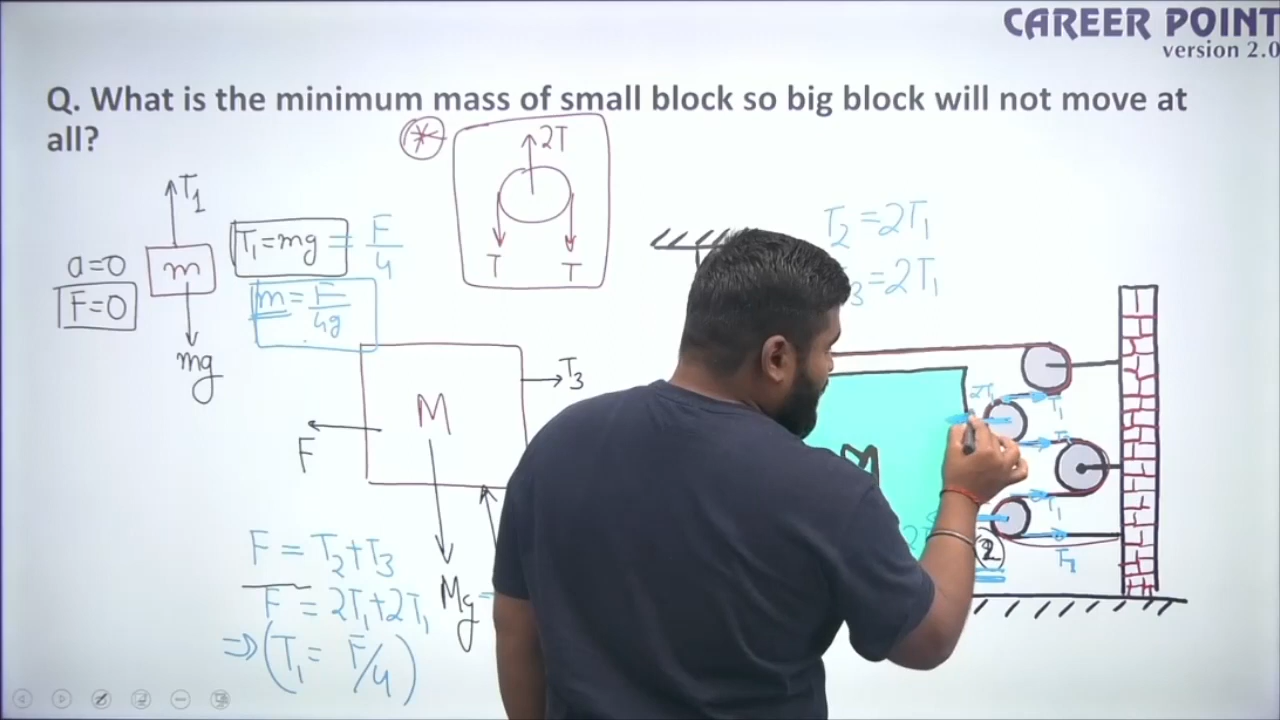 CAREER POINT
version 2.0
Q. What is the minimum mass of small block so big block will not move at
all?
*
2T
T T
T₁
m
mg
a=0
F=0
T₁=mg = F/4
m = F/4g
T₂ =2T₁
₃ =2T₁
M
F
T₃
Mg
F = T₂+T₃
F = 2T₁+2T₁
⇒ (T₁ = F/4)
2T₁
T₁
T₁
T₁
2
M